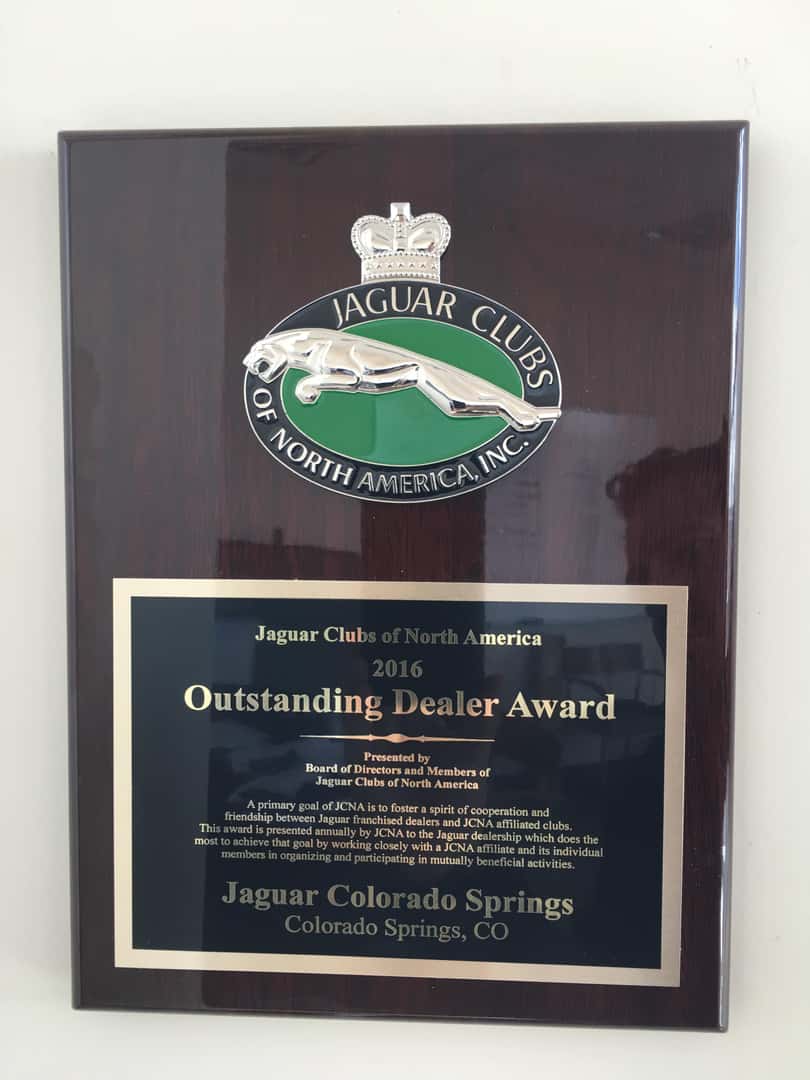 JAGUAR CLUBS
OF NORTH AMERICA, INC.
Jaguar Clubs of North America
2016
Outstanding Dealer Award
Presented by
Board of Directors and Members of
Jaguar Clubs of North America
A primary goal of JCNA is to foster a spirit of cooperation and
friendship between Jaguar franchised dealers and JCNA affiliated clubs.
This award is presented annually by JCNA to the Jaguar dealership which does the
most to achieve that goal by working closely with a JCNA affiliate and its individual
members in organizing and participating in mutually beneficial activities.
Jaguar Colorado Springs
Colorado Springs, CO